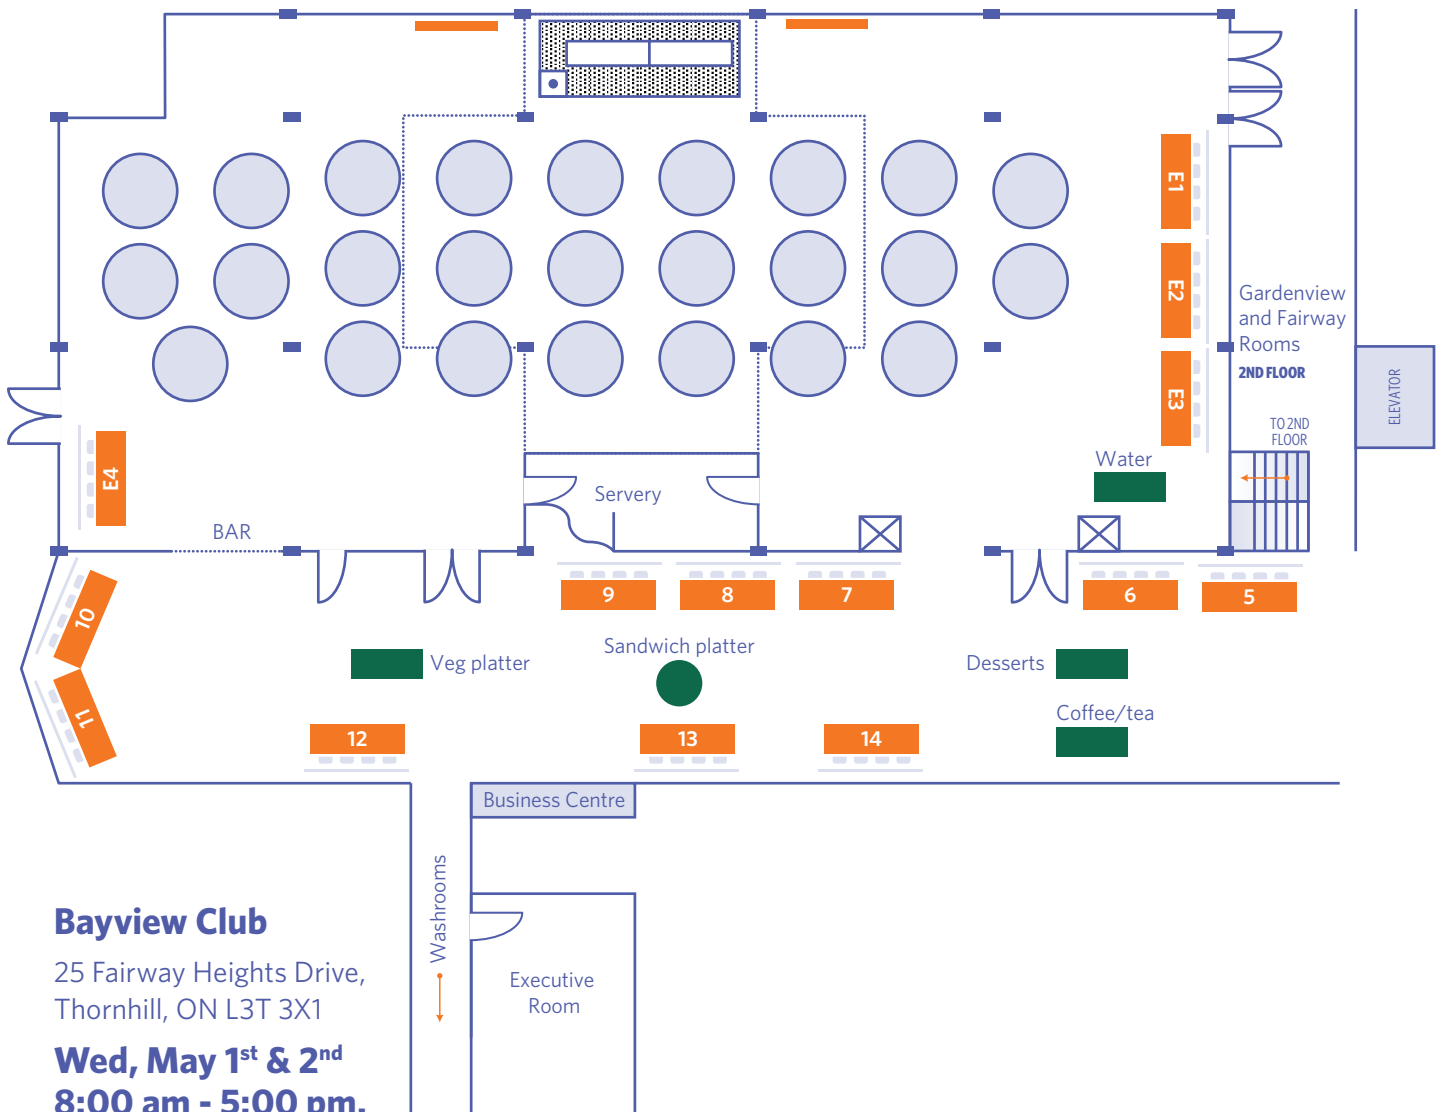 E1
E2
E3
Gardenview
and Fairway
Rooms
2ND FLOOR
ELEVATOR
TO 2ND
FLOOR
Water
E4
Servery
BAR
9
8
7
6
5
10
Sandwich platter
Veg platter
Desserts
11
Coffee/tea
12
13
14
Business Centre
Washrooms
Executive
Room
Bayview Club
25 Fairway Heights Drive,
Thornhill, ON L3T 3X1
Wed, May 1st & 2nd
8:00 am - 5:00 pm.